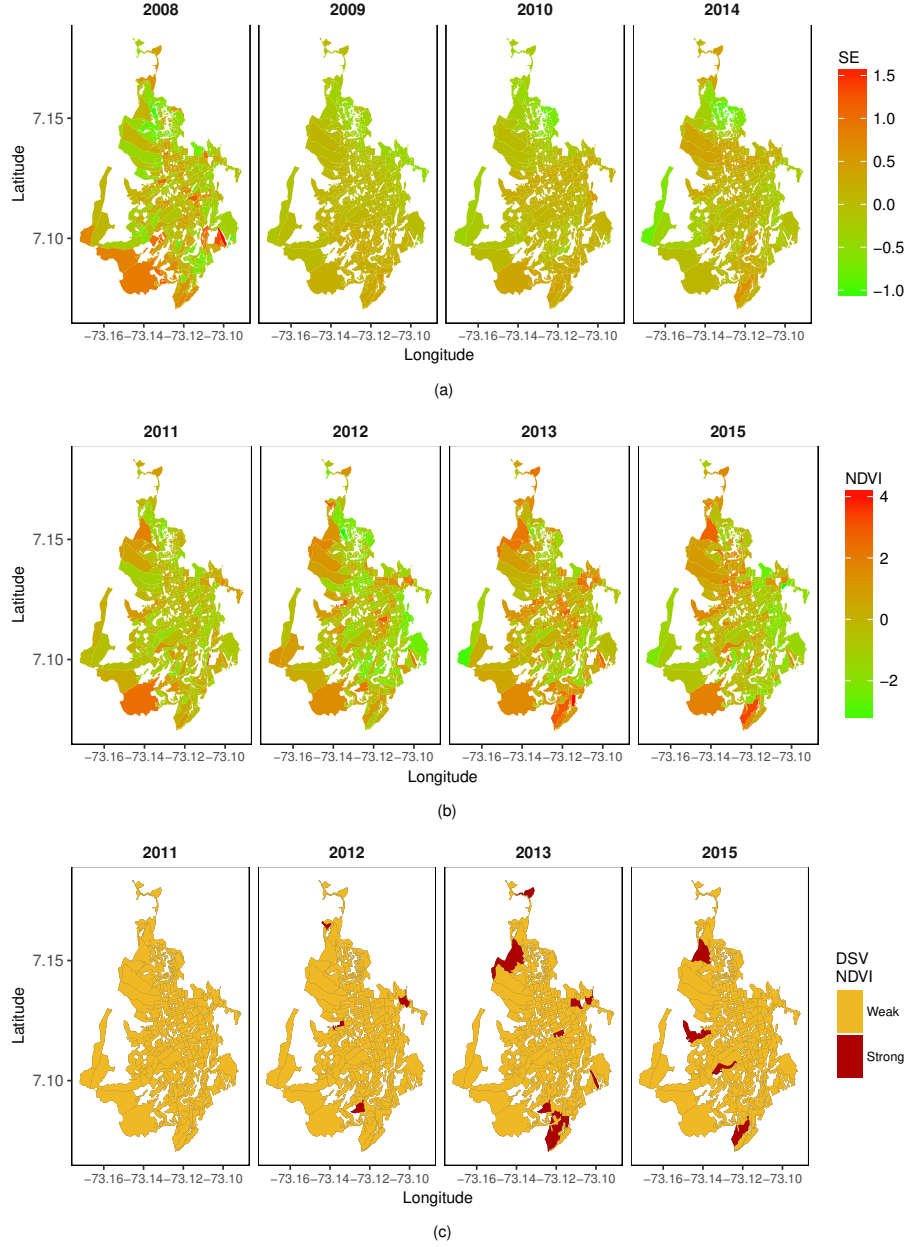 (a)
2008 2009 2010 2014
SE
1.5
1.0
0.5
0.0
−0.5
−1.0
Latitude
7.15
7.10
−73.16 −73.14 −73.12 −73.10 −73.16 −73.14 −73.12 −73.10 −73.16 −73.14 −73.12 −73.10 −73.16 −73.14 −73.12 −73.10
Longitude
(a)
2011 2012 2013 2015
NDVI
4
2
0
−2
Latitude
7.15
7.10
−73.16 −73.14 −73.12 −73.10 −73.16 −73.14 −73.12 −73.10 −73.16 −73.14 −73.12 −73.10 −73.16 −73.14 −73.12 −73.10
Longitude
(b)
2011 2012 2013 2015
DSV
NDVI
Weak
Strong
Latitude
7.15
7.10
−73.16 −73.14 −73.12 −73.10 −73.16 −73.14 −73.12 −73.10 −73.16 −73.14 −73.12 −73.10 −73.16 −73.14 −73.12 −73.10
Longitude
(c)